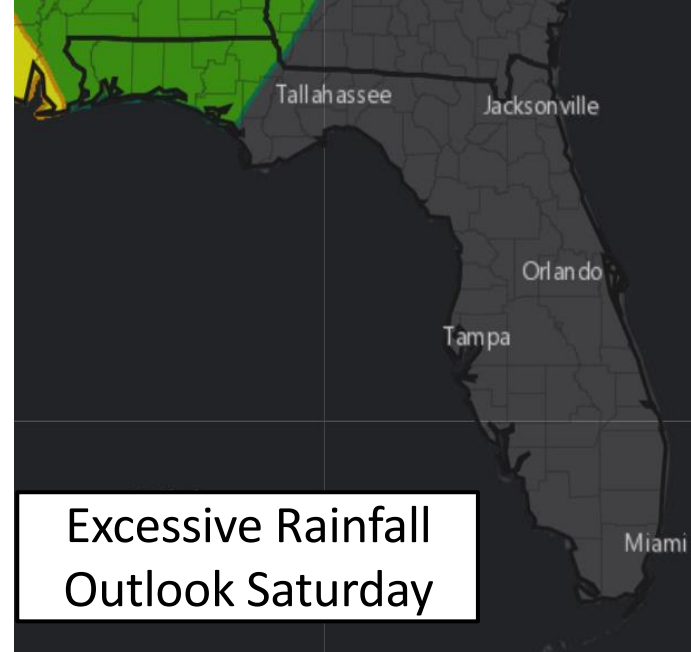 Tallahassee
Jacksonville
Orlando
Tampa
Miami
Excessive Rainfall
Outlook Saturday